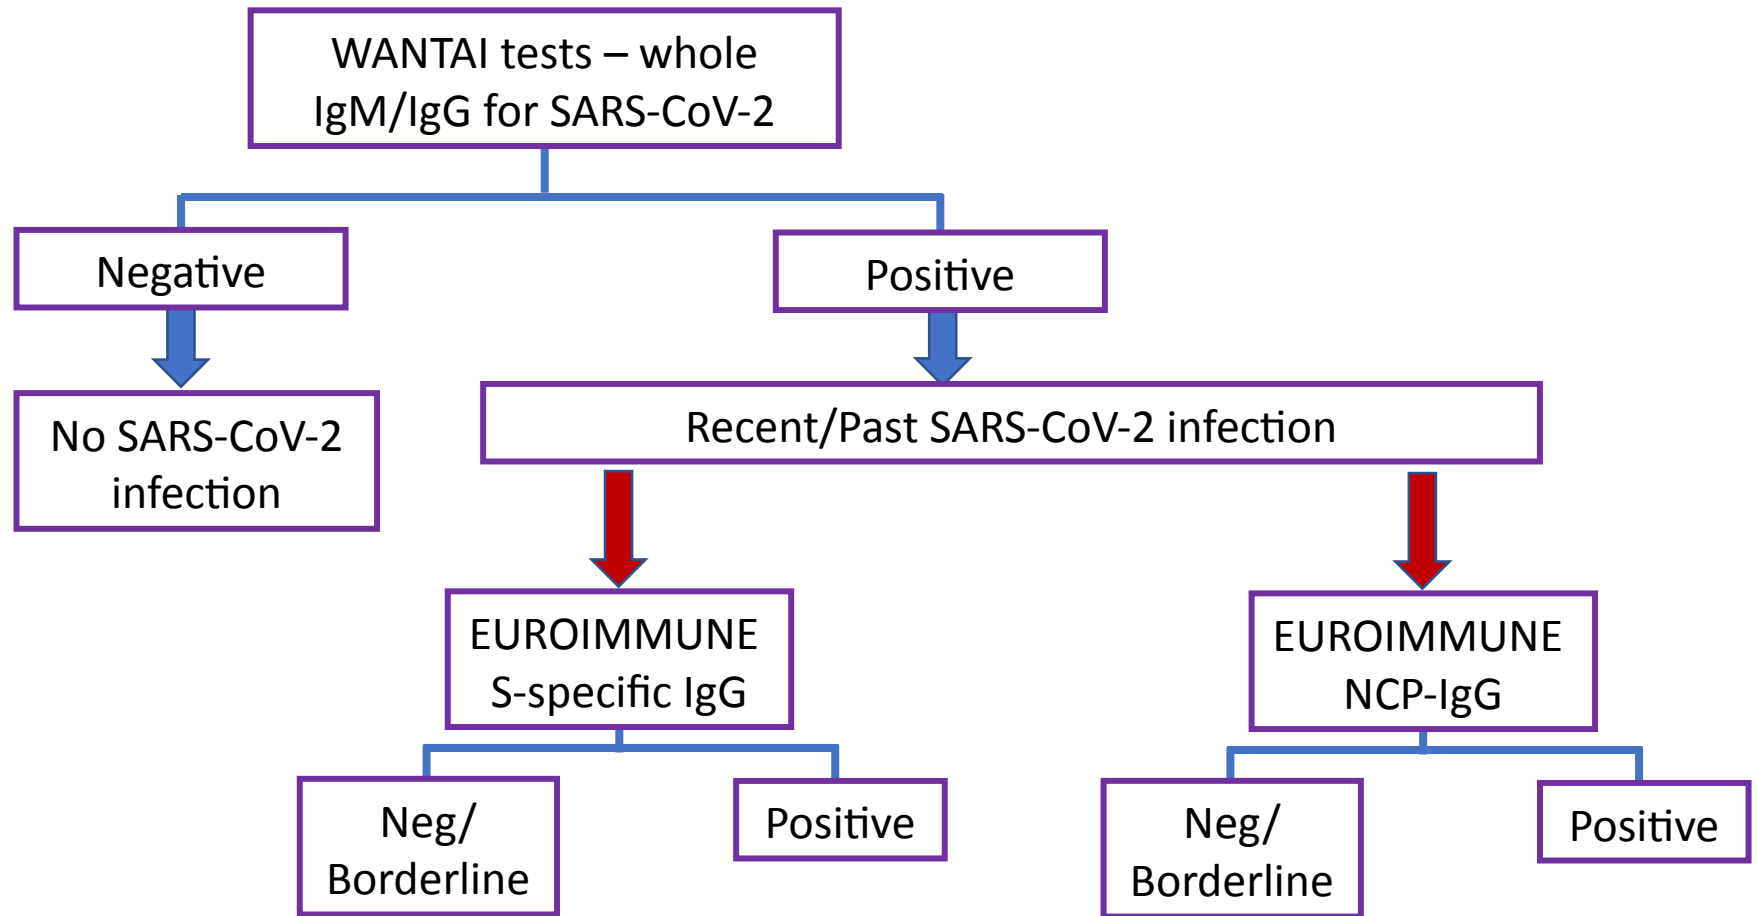 WANTAI tests – whole
IgM/IgG for SARS-CoV-2
Negative
Positive
No SARS-CoV-2
infection
Recent/Past SARS-CoV-2 infection
EUROIMMUNE
S-specific IgG
EUROIMMUNE
NCP-IgG
Neg/
Borderline
Positive
Neg/
Borderline
Positive